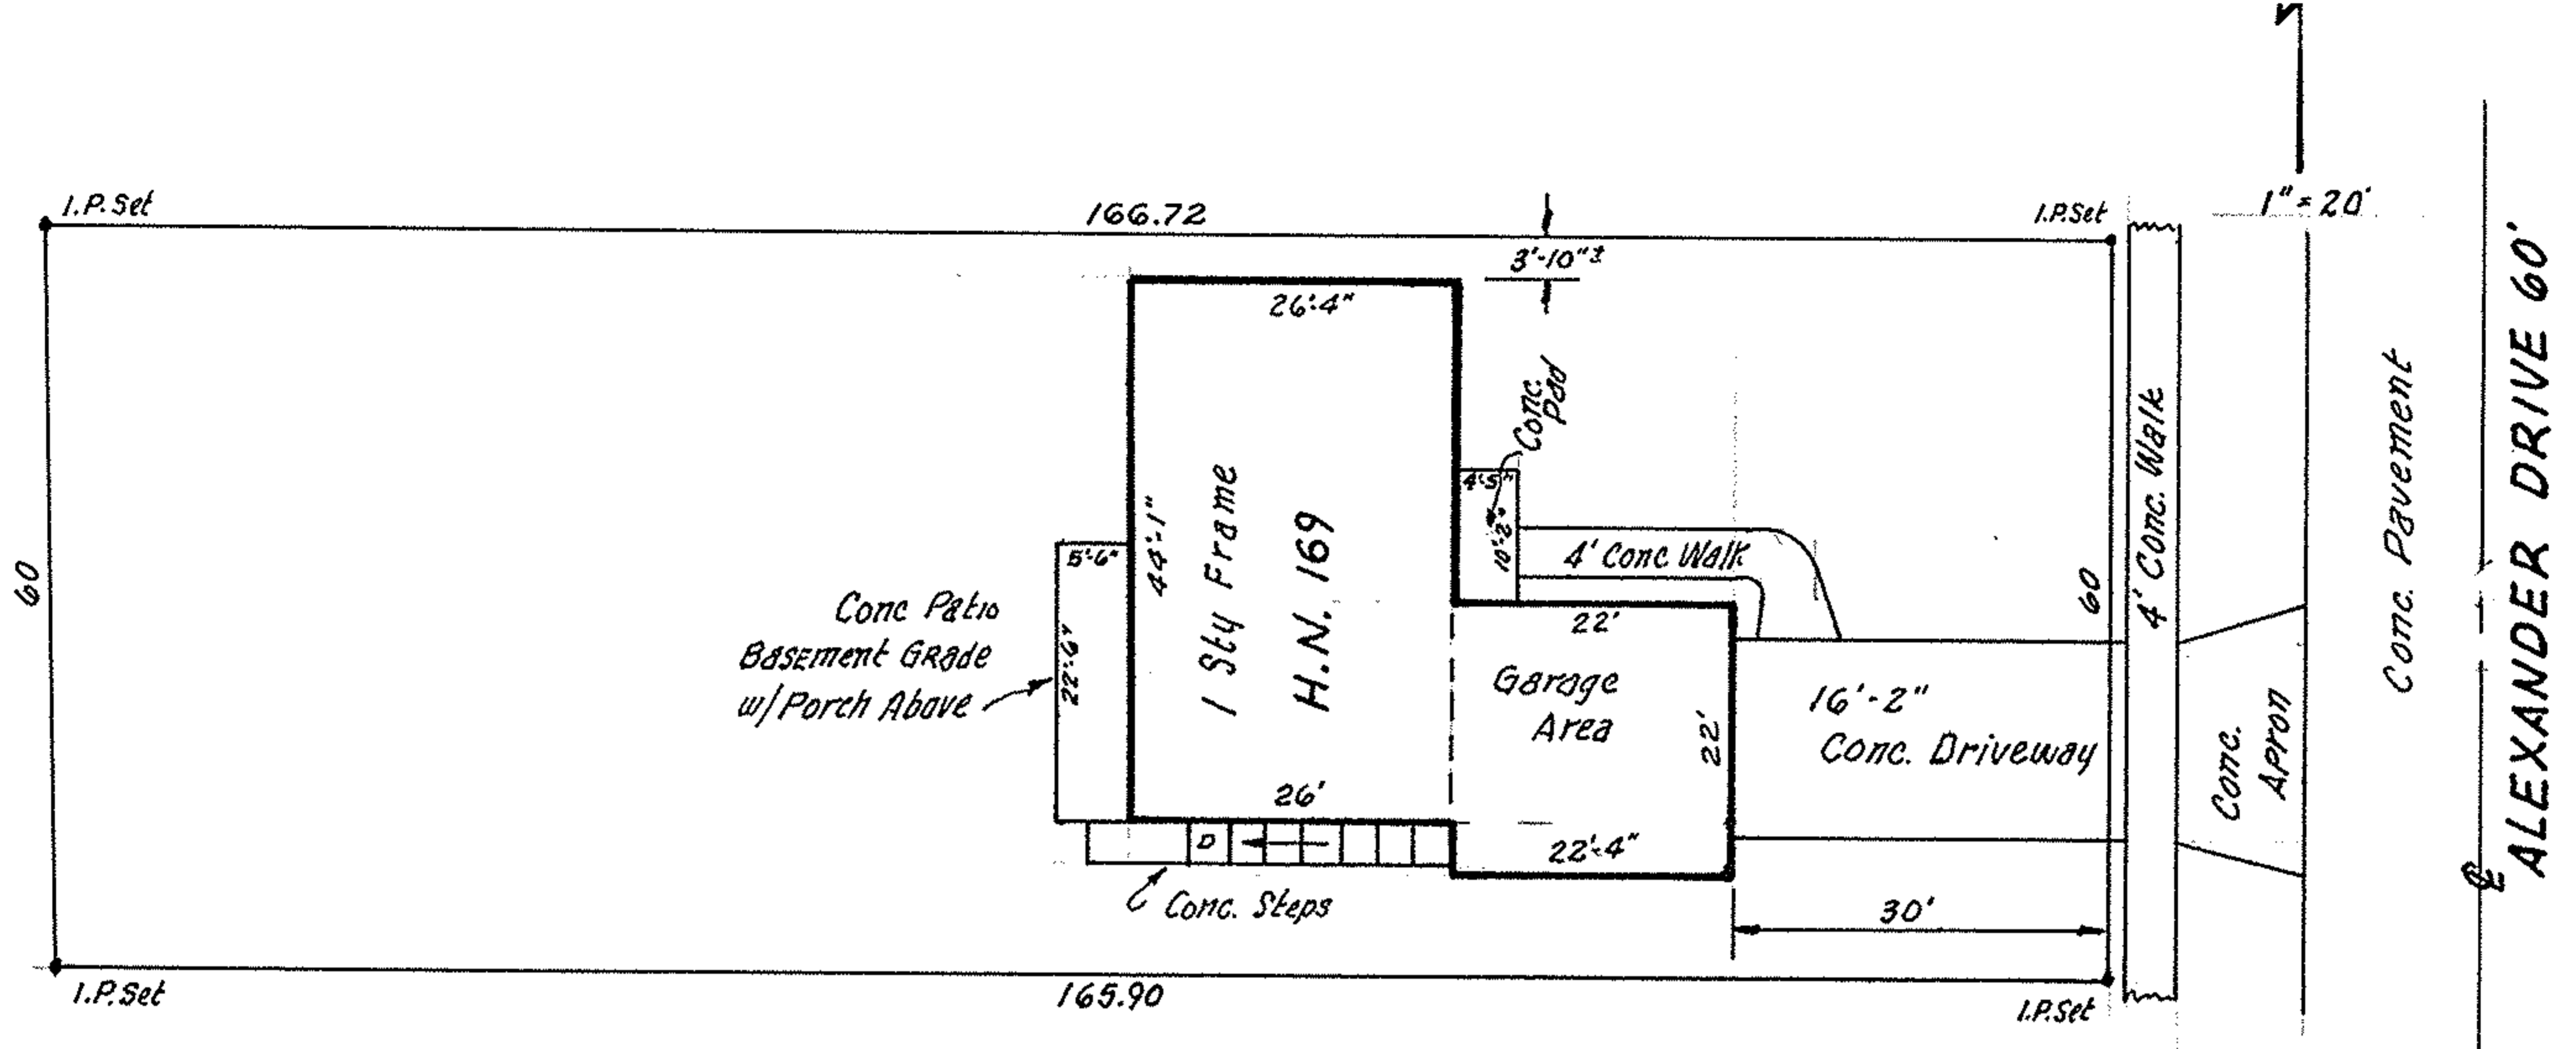 I.P. Set
166.72
I.P. Set
1" = 20'
3'-10"±
26'-4"
Conc.
Pad
4'-5"
10'-2"
4' Conc Walk
5'-6"
44'-1"
1 Sty Frame
H.N. 169
Conc Patio
Basement Grade
w/ Porch Above
22'-6"
22'
Garage
Area
22'
16'-2"
Conc. Driveway
26'
D
22'-4"
Conc. Steps
30'
60
60
4' Conc. Walk
Conc.
Apron
Conc. Pavement
℄
ALEXANDER DRIVE 60'
I.P. Set
165.90
I.P. Set